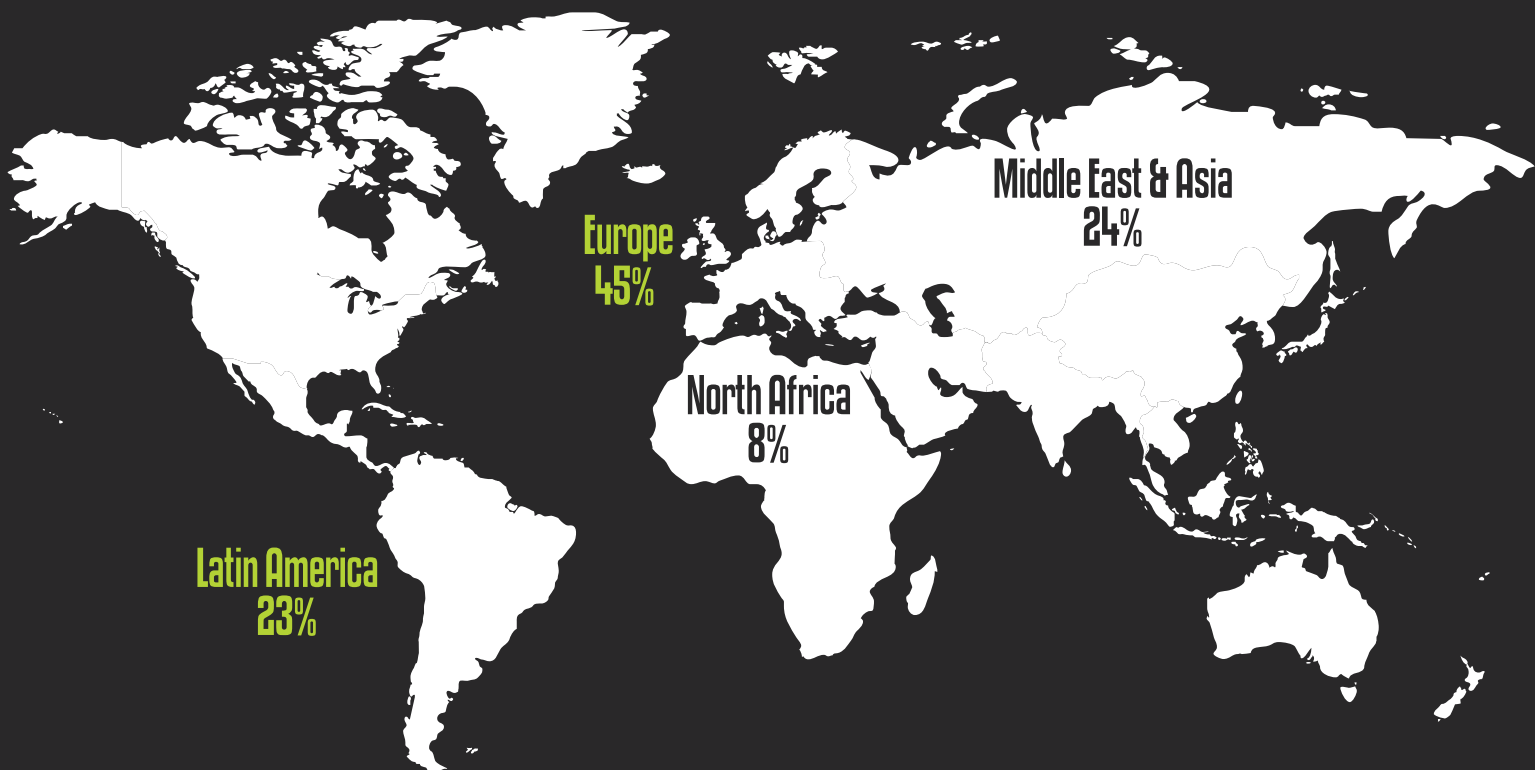 Middle East & Asia
24%
Europe
45%
North Africa
8%
Latin America
23%